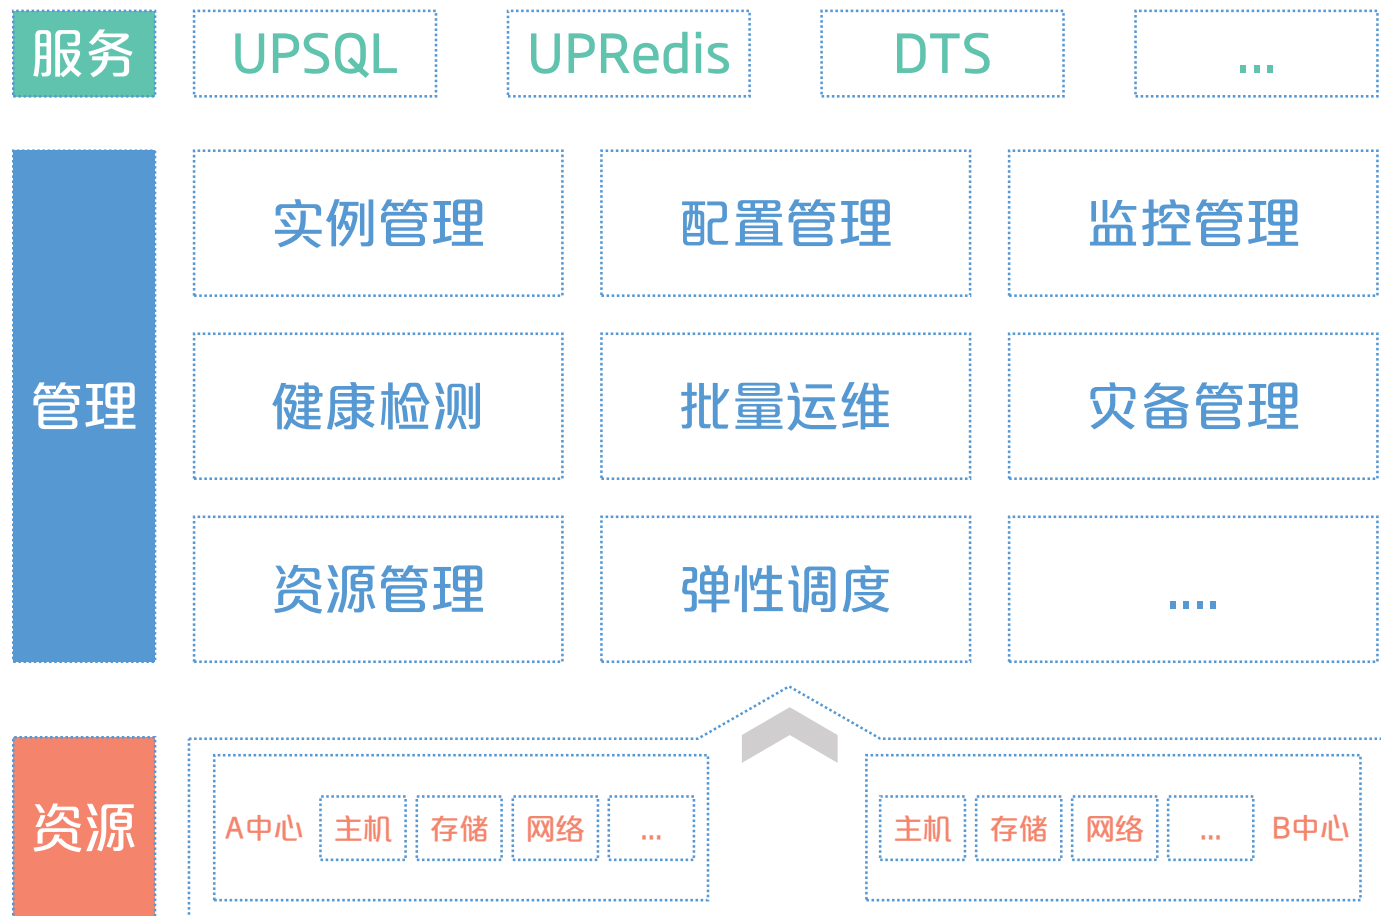 服务 UPSQL UPRedis DTS ...
实例管理 配置管理 监控管理
管理 健康检测 批量运维 灾备管理
资源管理 弹性调度 ....
资源 A中心 主机 存储 网络 ... 主机 存储 网络 ... B中心